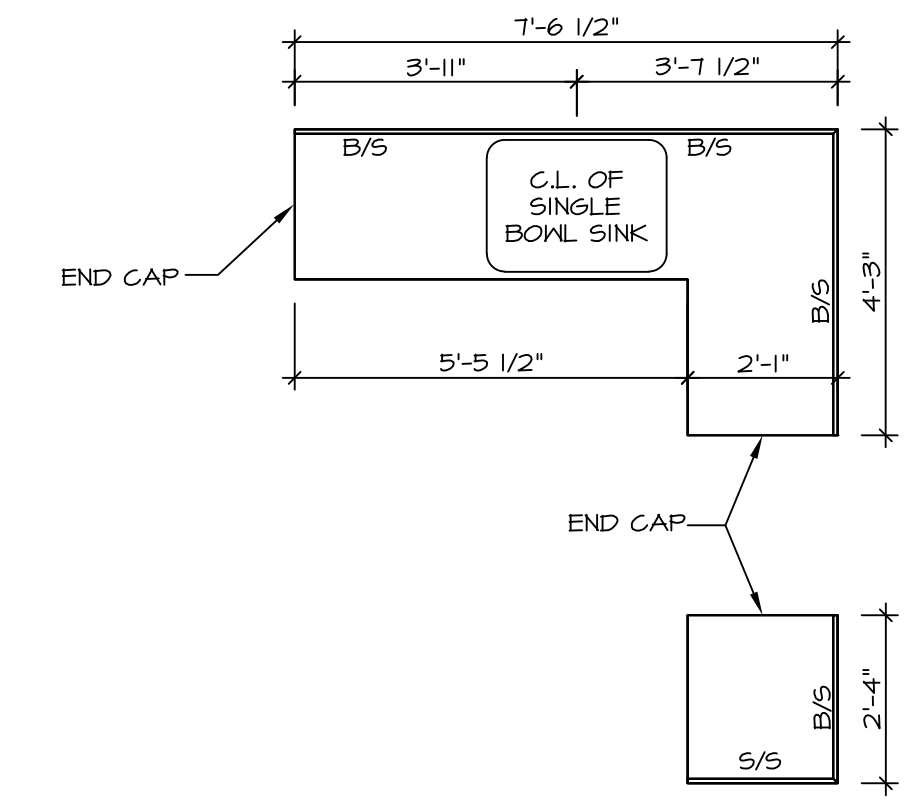 7'-6 1/2"
3'-11"
3'-7 1/2"
B/S
B/S
C.L. OF
SINGLE
BOWL SINK
END CAP
B/S
4'-3"
5'-5 1/2"
2'-1"
END CAP
B/S
2'-4"
S/S